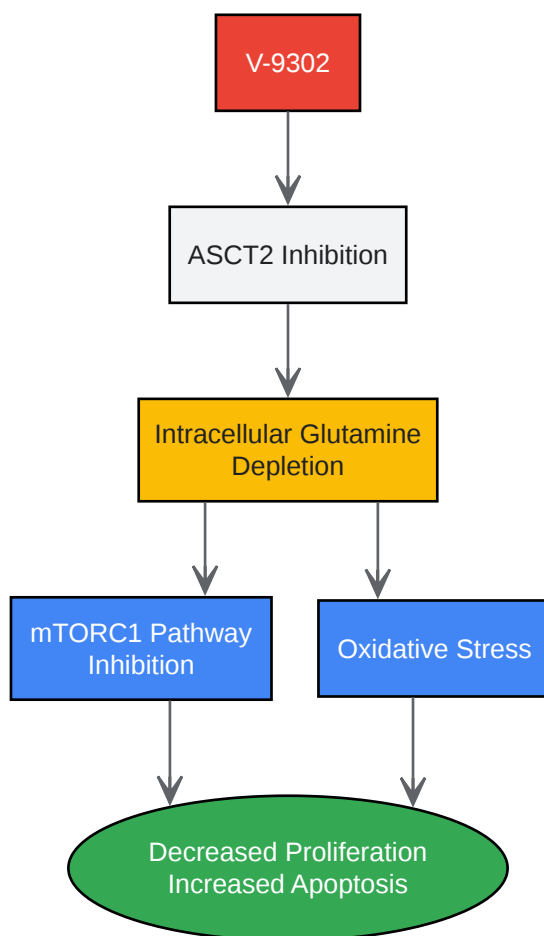 V-9302
ASCT2 Inhibition
Intracellular Glutamine
Depletion
mTORC1 Pathway
Inhibition
Oxidative Stress
Decreased Proliferation
Increased Apoptosis